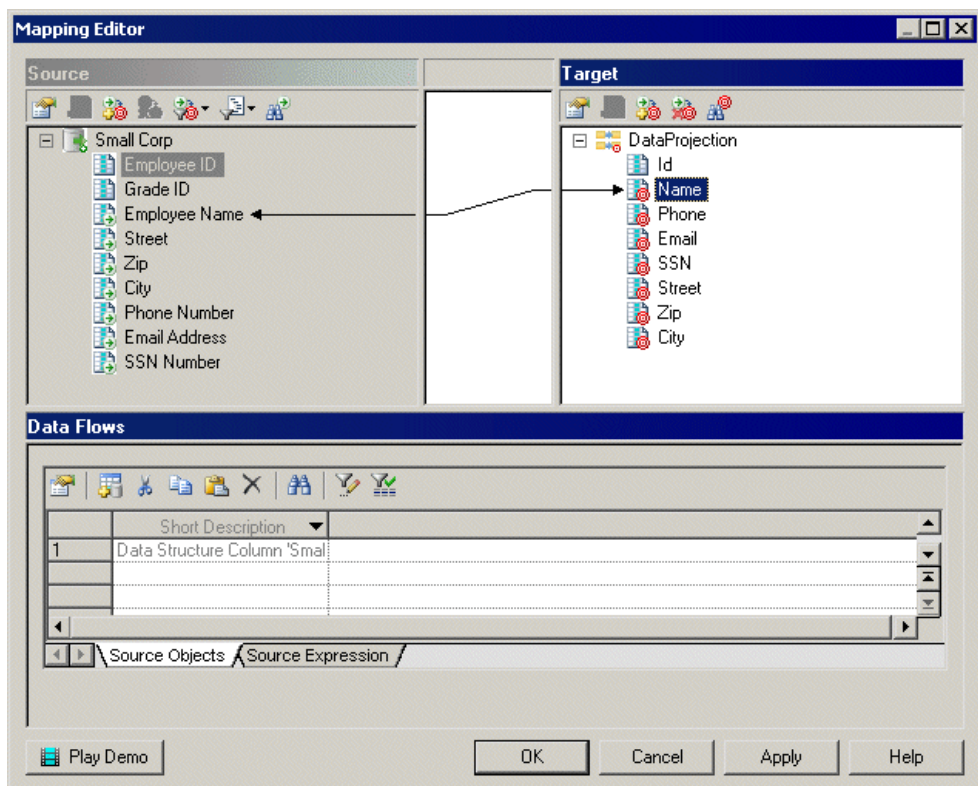 Mapping Editor
Source
Target
Small Corp
Employee ID
Grade ID
Employee Name
Street
Zip
City
Phone Number
Email Address
SSN Number
DataProjection
Id
Name
Phone
Email
SSN
Street
Zip
City
Data Flows
Short Description
1 Data Structure Column 'Smal
Source Objects Source Expression
Play Demo OK Cancel Apply Help